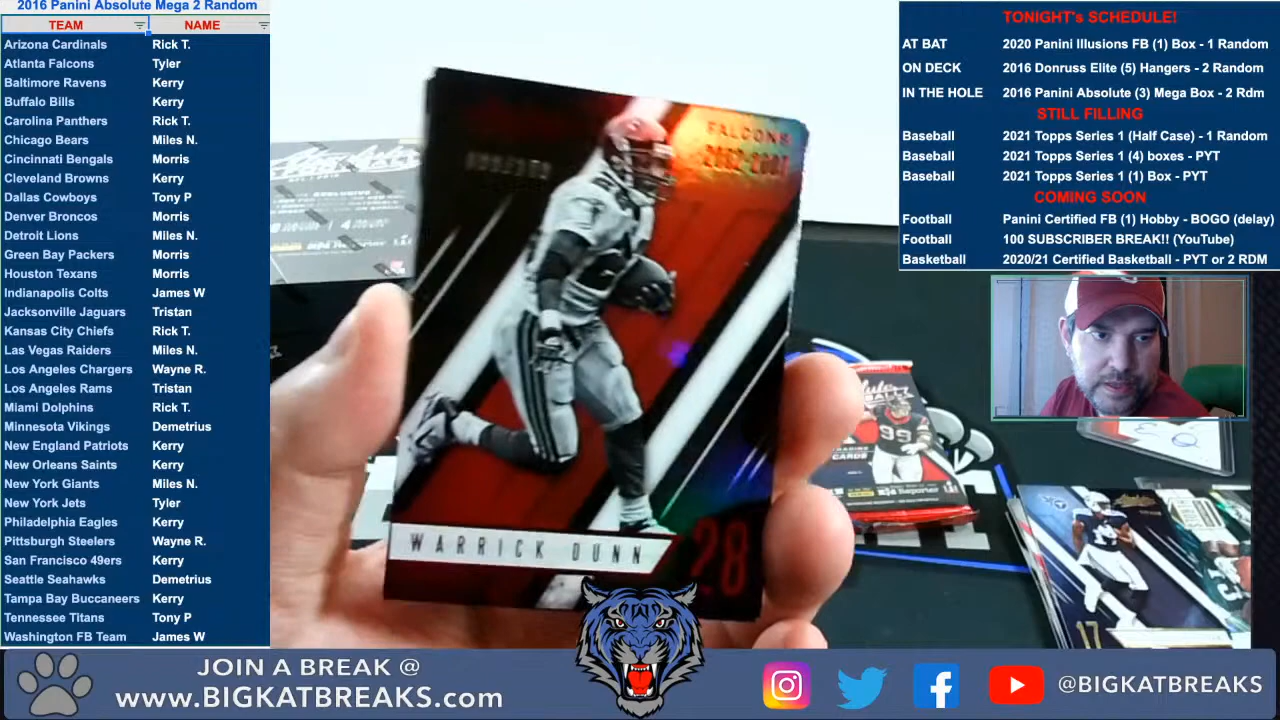 2016 Panini Absolute Mega 2 Random
TEAM NAME
Arizona Cardinals Rick T.
Atlanta Falcons Tyler
Baltimore Ravens Kerry
Buffalo Bills Kerry
Carolina Panthers Rick T.
Chicago Bears Miles N.
Cincinnati Bengals Morris
Cleveland Browns Kerry
Dallas Cowboys Tony P
Denver Broncos Morris
Detroit Lions Miles N.
Green Bay Packers Morris
Houston Texans Morris
Indianapolis Colts James W
Jacksonville Jaguars Tristan
Kansas City Chiefs Rick T.
Las Vegas Raiders Miles N.
Los Angeles Chargers Wayne R.
Los Angeles Rams Tristan
Miami Dolphins Rick T.
Minnesota Vikings Demetrius
New England Patriots Kerry
New Orleans Saints Kerry
New York Giants Miles N.
New York Jets Tyler
Philadelphia Eagles Kerry
Pittsburgh Steelers Wayne R.
San Francisco 49ers Kerry
Seattle Seahawks Demetrius
Tampa Bay Buccaneers Kerry
Tennessee Titans Tony P
Washington FB Team James W
FALCONS
WARRICK DUNN
28
99
17
TONIGHT's SCHEDULE!
AT BAT 2020 Panini Illusions FB (1) Box - 1 Random
ON DECK 2016 Donruss Elite (5) Hangers - 2 Random
IN THE HOLE 2016 Panini Absolute (3) Mega Box - 2 Rdm
STILL FILLING
Baseball 2021 Topps Series 1 (Half Case) - 1 Random
Baseball 2021 Topps Series 1 (4) boxes - PYT
Baseball 2021 Topps Series 1 (1) Box - PYT
COMING SOON
Football Panini Certified FB (1) Hobby - BOGO (delay)
Football 100 SUBSCRIBER BREAK!! (YouTube)
Basketball 2020/21 Certified Basketball - PYT or 2 RDM
JOIN A BREAK @
www.BIGKATBREAKS.com
@BIGKATBREAKS